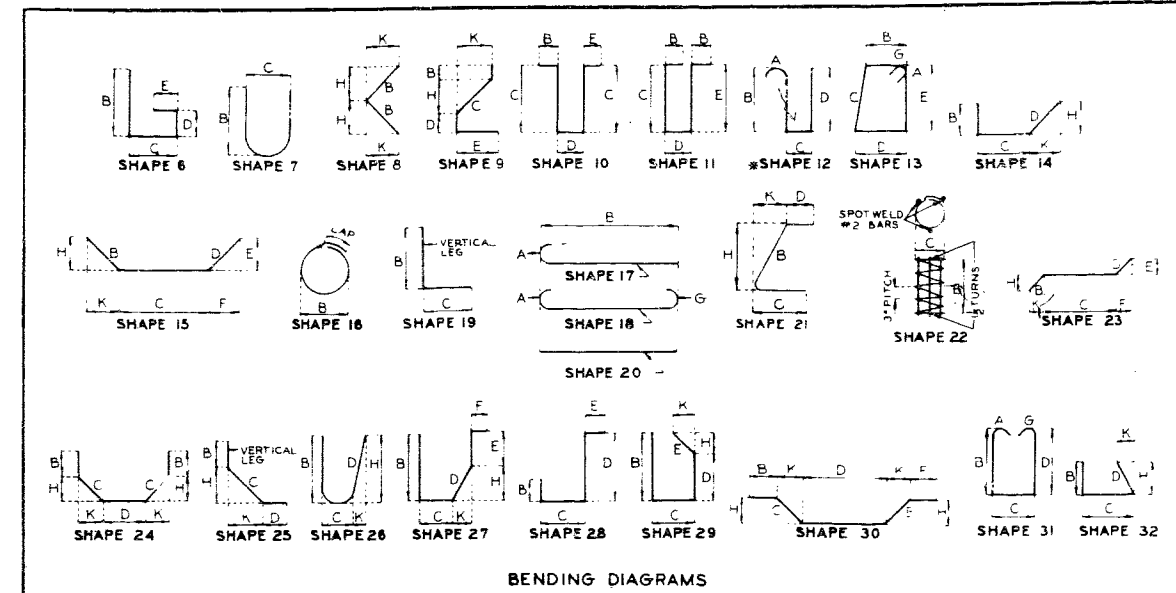 K K B E B B A B G A
B E C D
SHAPE 6
C B
SHAPE 7
H B B H K
SHAPE 8
B H C D E
SHAPE 9
C C D
SHAPE 10
C E D
SHAPE 11
B D C
*SHAPE 12
C E D
SHAPE 13
B H C K
SHAPE 14
H B D E
K C F
SHAPE 15
LAP
B
SHAPE 16
VERTICAL
LEG
B
C
SHAPE 19
B
A
SHAPE 17
A G
SHAPE 18
SHAPE 20
K D
H B
C
SHAPE 21
SPOT WELD
#2 BARS
C
3" PITCH
B
TURNS
SHAPE 22
D E
H B
K C F
SHAPE 23
B B
H C C H
K D K
SHAPE 24
B
VERTICAL
LEG
H C
K D
SHAPE 25
B D H
C K
SHAPE 26
F
B E
D H
C K
SHAPE 27
E
B D
C
SHAPE 28
K
B E H
D
C
SHAPE 29
B K D K F
H C E H
SHAPE 30
A G
B D
C
SHAPE 31
K
B D H
C
SHAPE 32
BENDING DIAGRAMS